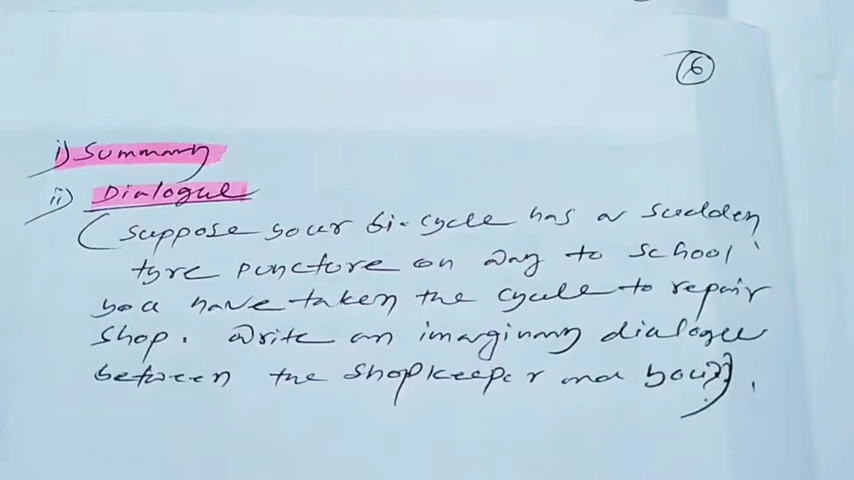 6
i) Summary
ii) Dialogue
(Suppose your bi-cycle has a sudden
tyre puncture on way to school.
you have taken the cycle to repair
shop. Write an imaginary dialogue
between the shopkeeper and you?).